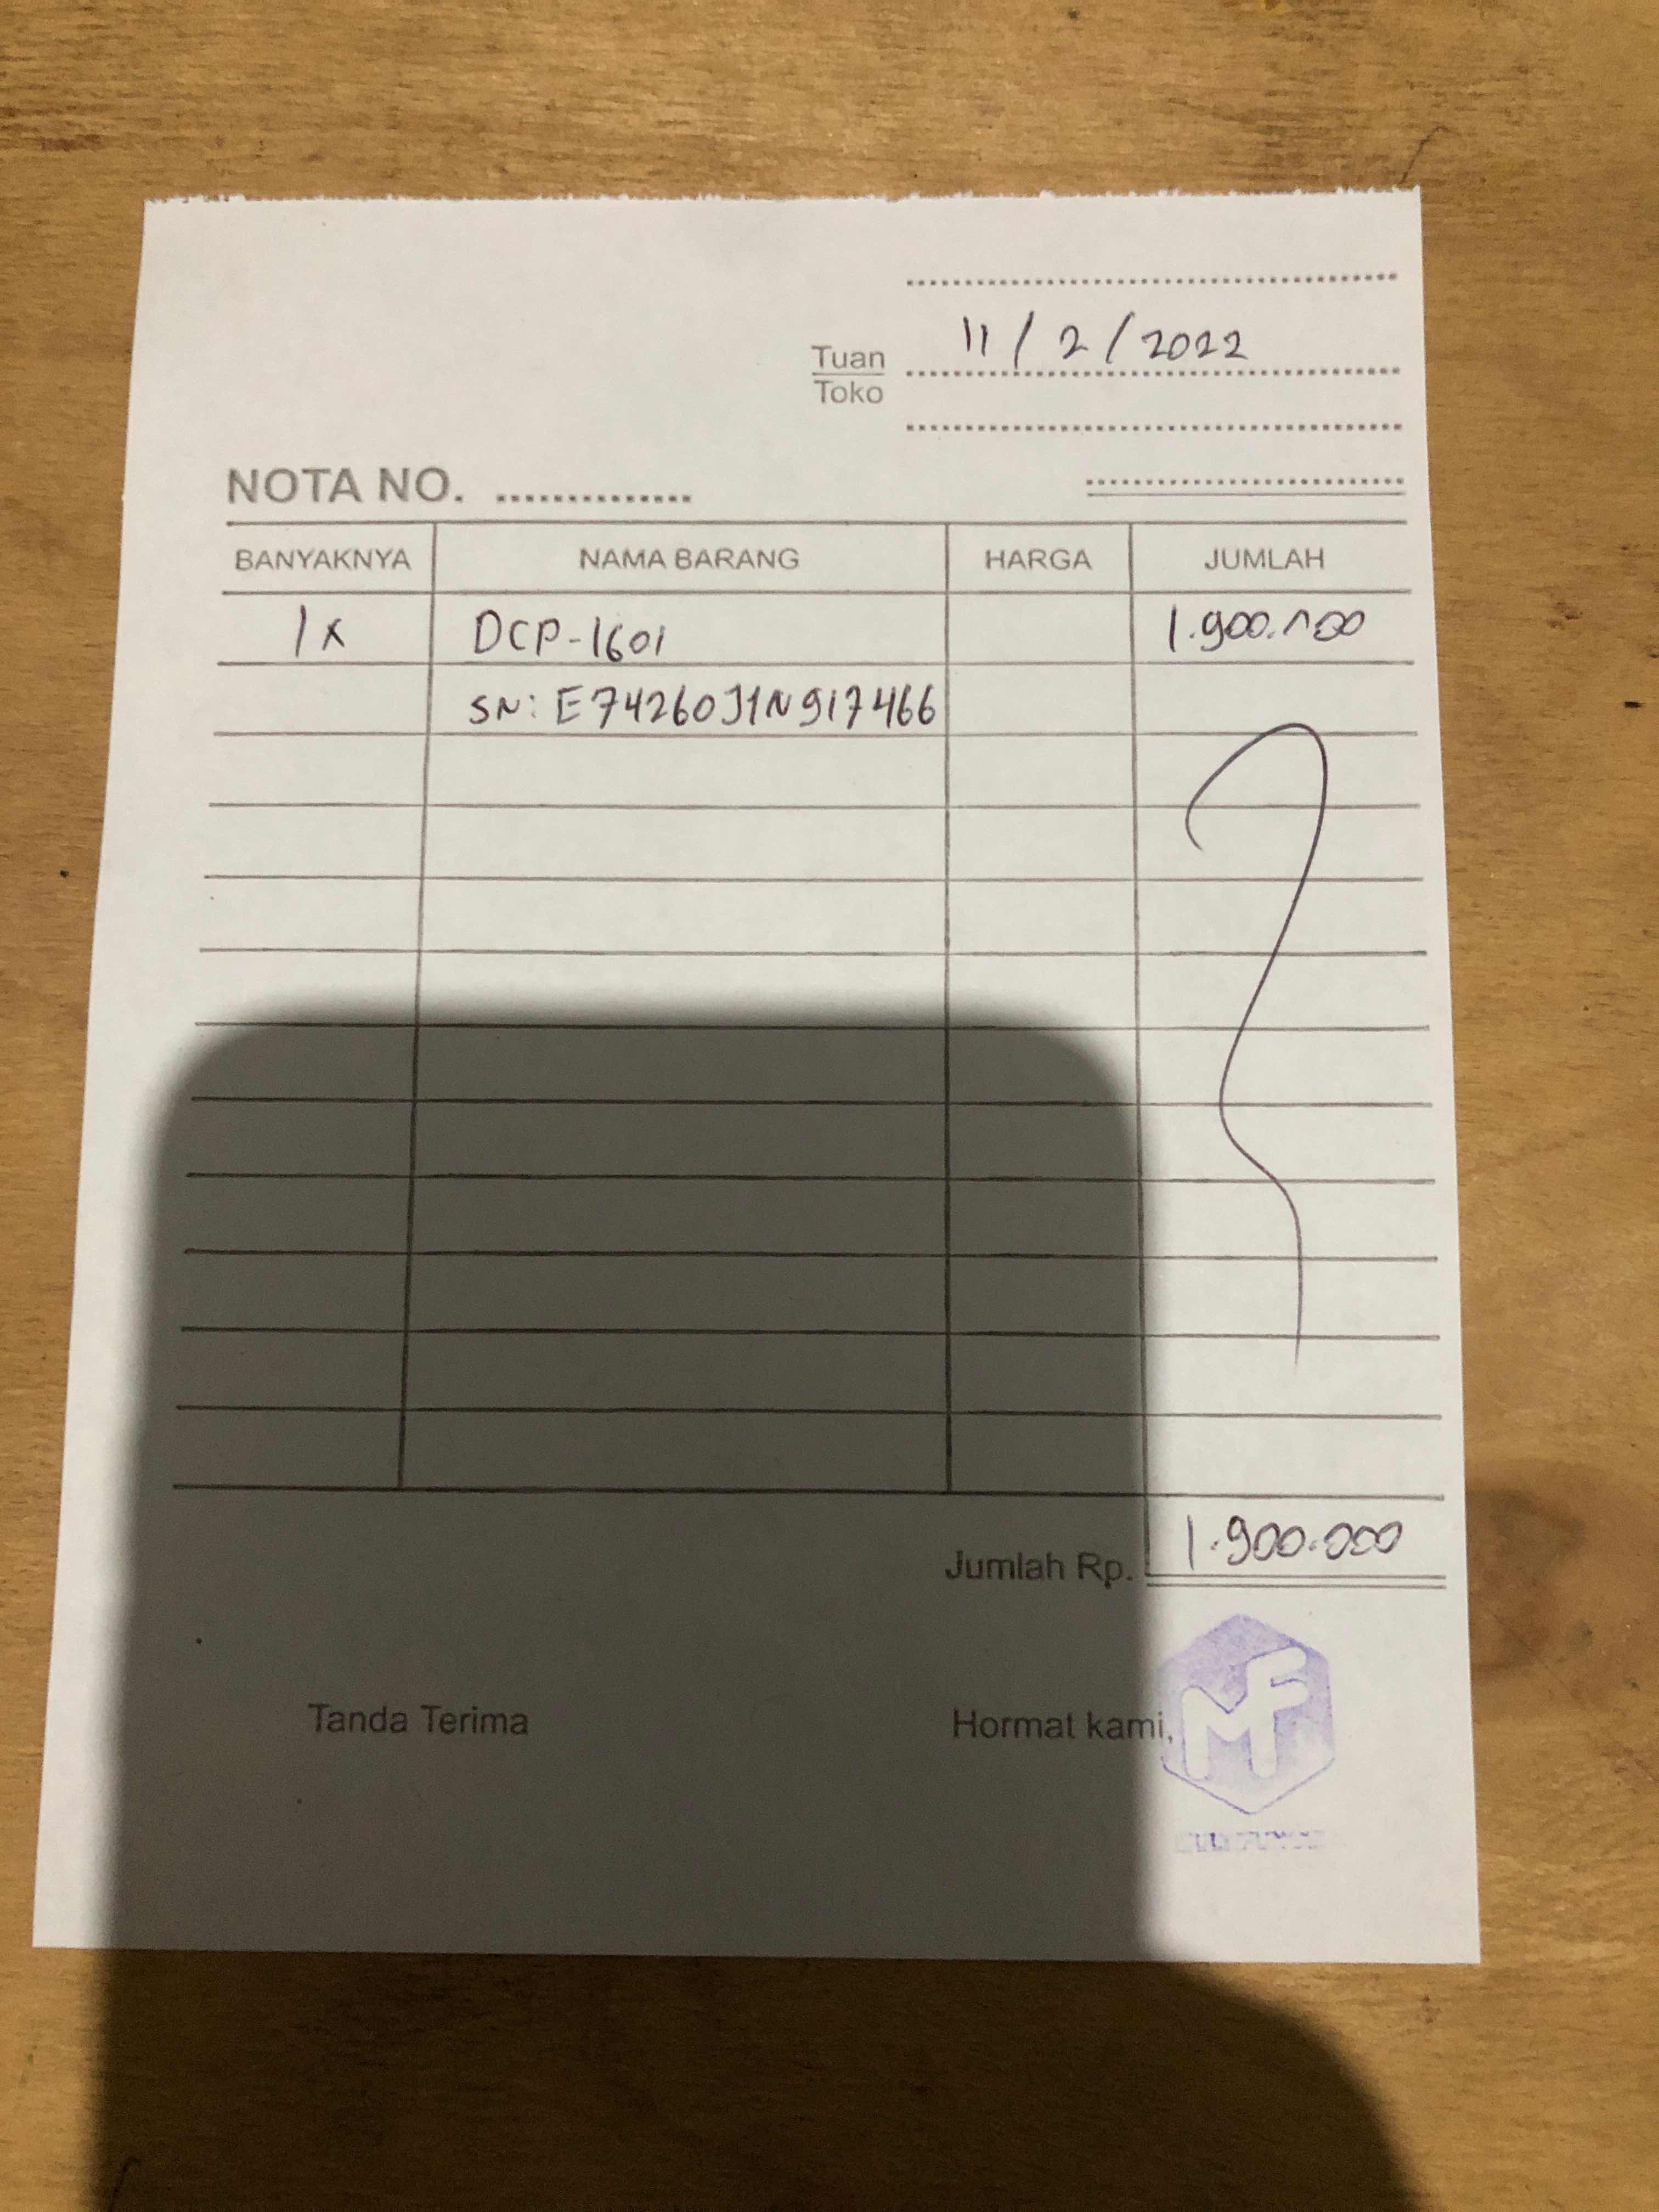 11/2/2022
Tuan
Toko
NOTA NO. ..............
BANYAKNYA NAMA BARANG HARGA JUMLAH
1x DCP-1601 1.900.000
SN: E74260J1N917466
Jumlah Rp. 1.900.000
Tanda Terima Hormat kami,
MF